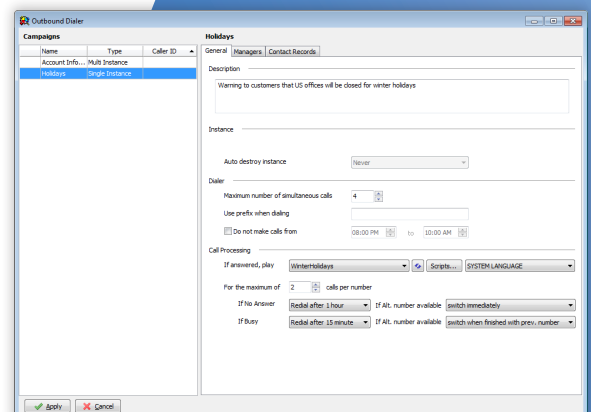 Outbound Dialer
Campaigns
Name Type Caller ID
Account Info... Multi Instance
Holidays Single Instance
Holidays
General Managers Contact Records
Description
Warning to customers that US offices will be closed for winter holidays
Instance
Auto destroy instance Never
Dialer
Maximum number of simultaneous calls 4
Use prefix when dialing
Do not make calls from 08:00 PM to 10:00 AM
Call Processing
If answered, play WinterHolidays Scripts... SYSTEM LANGUAGE
For the maximum of 2 calls per number
If No Answer Redial after 1 hour If Alt. number available switch immediately
If Busy Redial after 15 minute If Alt. number available switch when finished with prev. number
Apply Cancel